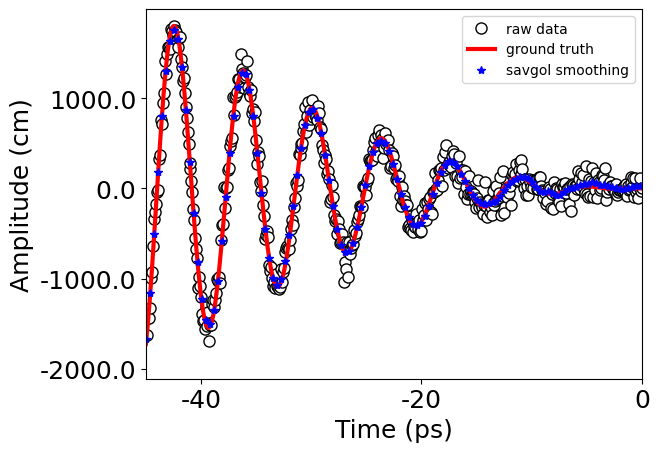 raw data
ground truth
savgol smoothing
Amplitude (cm)
1000.0
0.0
-1000.0
-2000.0
-40
-20
0
Time (ps)